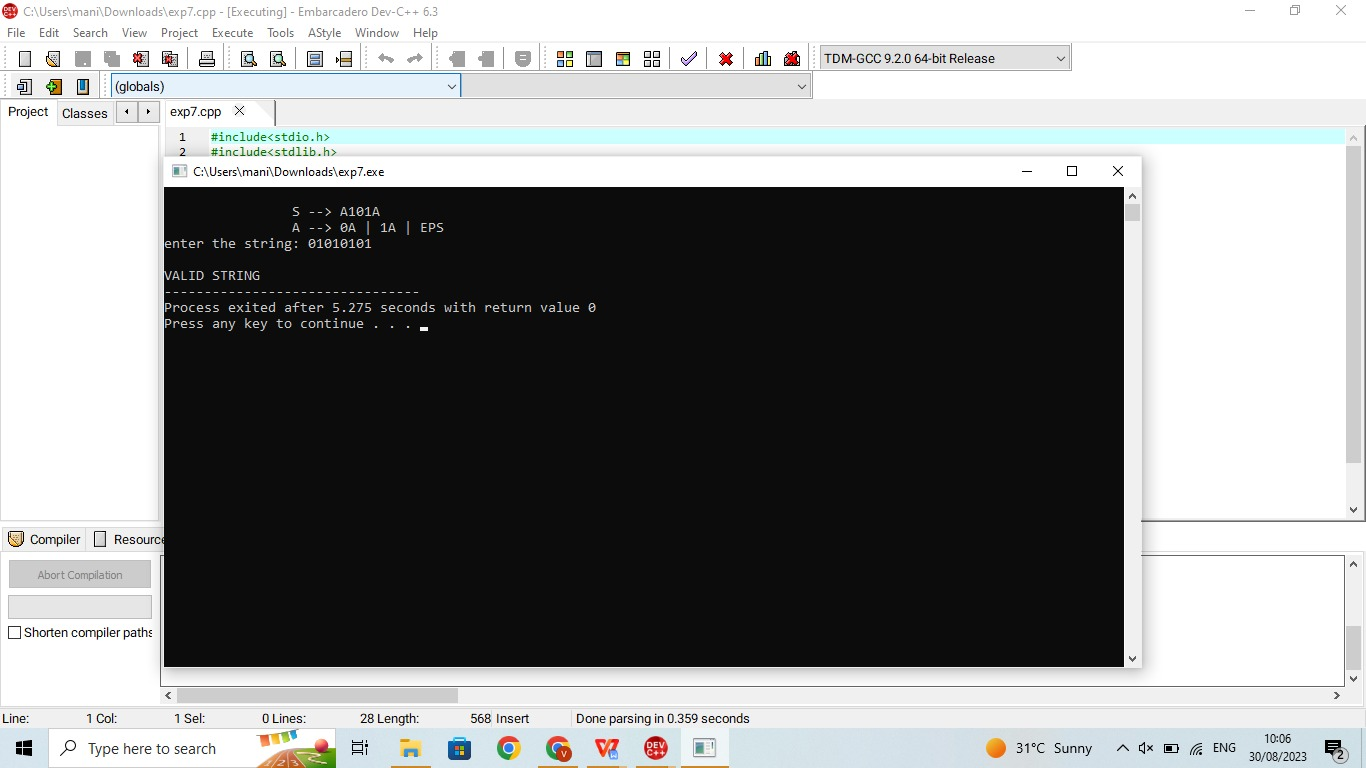 C:\Users\mani\Downloads\exp7.cpp - [Executing] - Embarcadero Dev-C++ 6.3
File Edit Search View Project Execute Tools AStyle Window Help
TDM-GCC 9.2.0 64-bit Release
(globals)
Project Classes exp7.cpp
1 #include<stdio.h>
2 #include<stdlib.h>
C:\Users\mani\Downloads\exp7.exe
S --> A101A
A --> 0A | 1A | EPS
enter the string: 01010101
VALID STRING
--------------------------------
Process exited after 5.275 seconds with return value 0
Press any key to continue . . .
Compiler Resource
Abort Compilation
Shorten compiler paths
Line: 1 Col: 1 Sel: 0 Lines: 28 Length: 568 Insert Done parsing in 0.359 seconds
Type here to search
DEV C++
31°C Sunny
ENG
10:06
30/08/2023
2